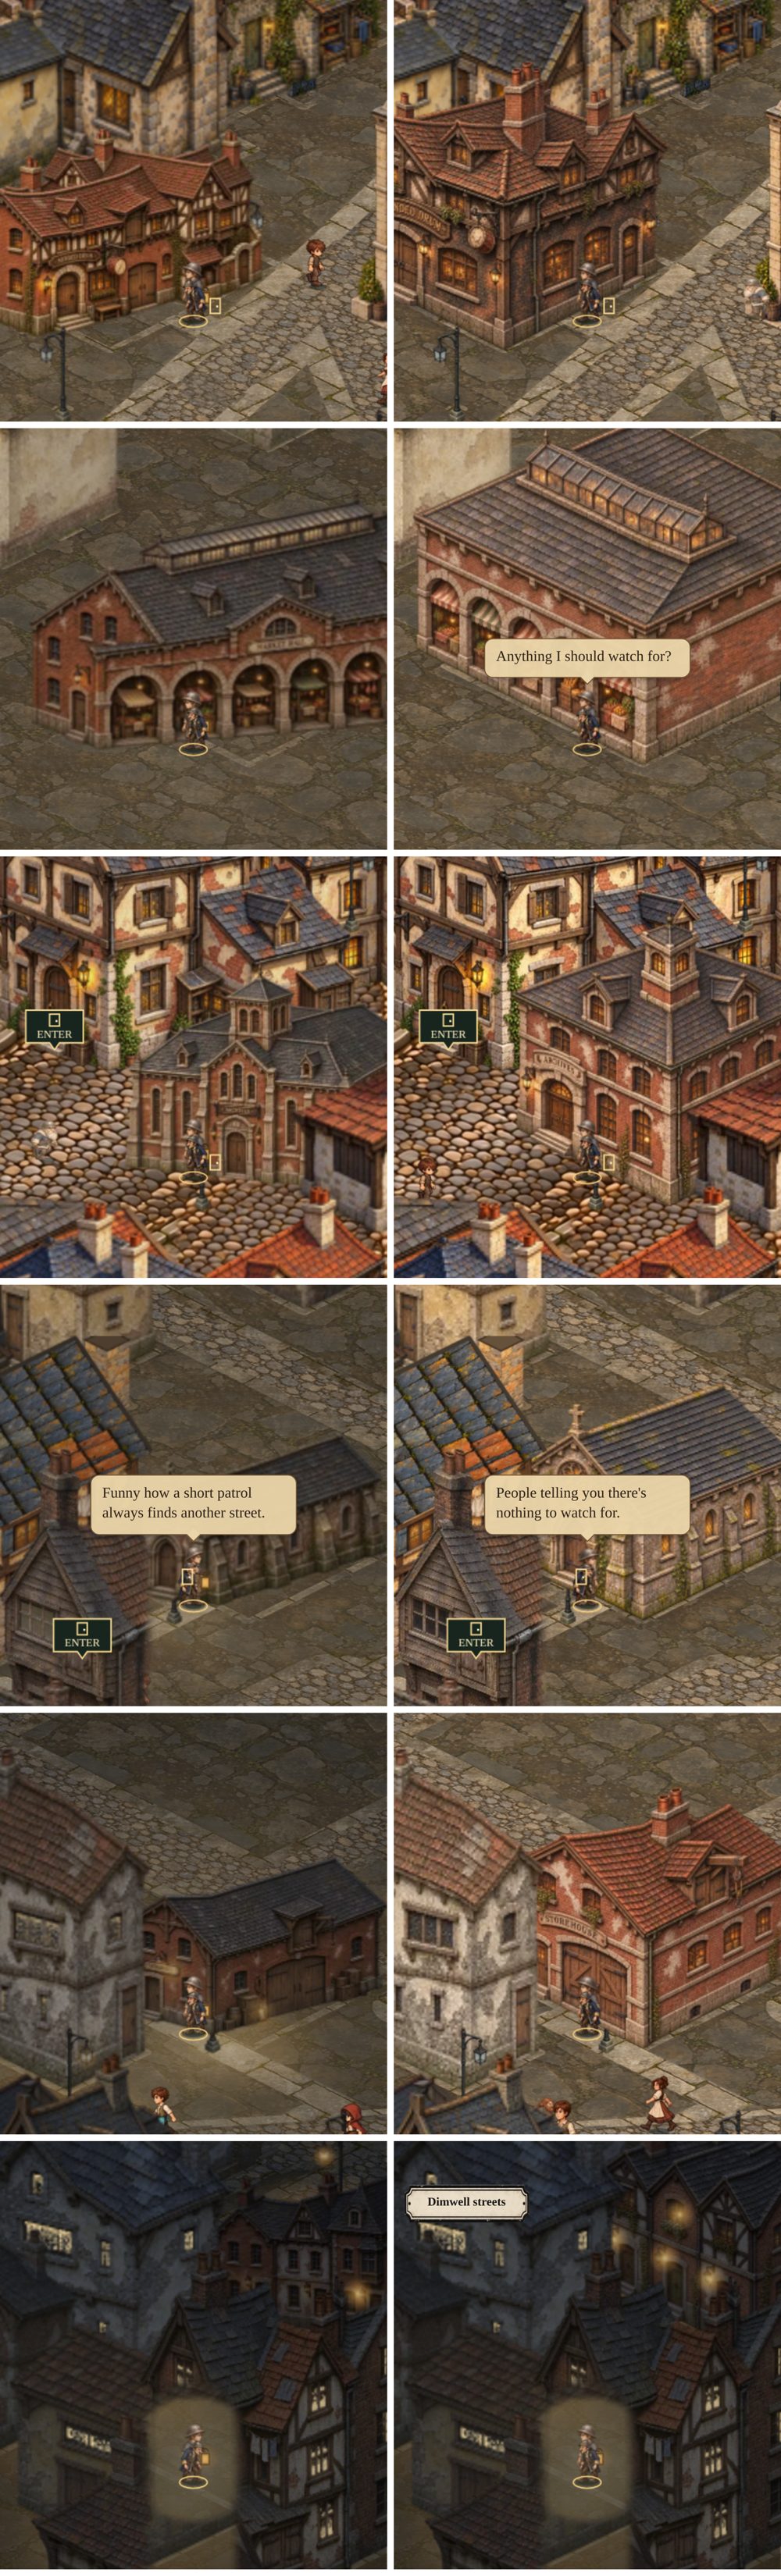 ENTER
ENTER
Anything I should watch for?
ARCHIVES
Funny how a short patrol
always finds another street.
People telling you there's
nothing to watch for.
ENTER
ENTER
STOREHOUSE
Dimwell streets